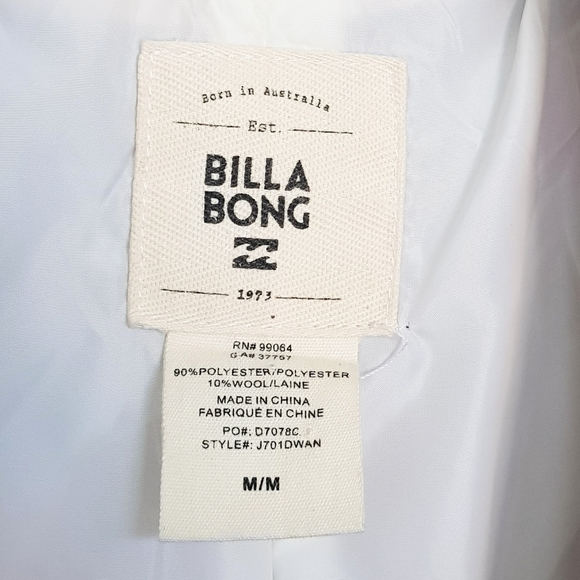 Born in Australia
Est.
BILLA
BONG
1973
RN# 99064
CA# 37757
90%POLYESTER/POLYESTER
10%WOOL/LAINE
MADE IN CHINA
FABRIQUÉ EN CHINE
PO#: D7078C
STYLE#: J701DWAN
M/M